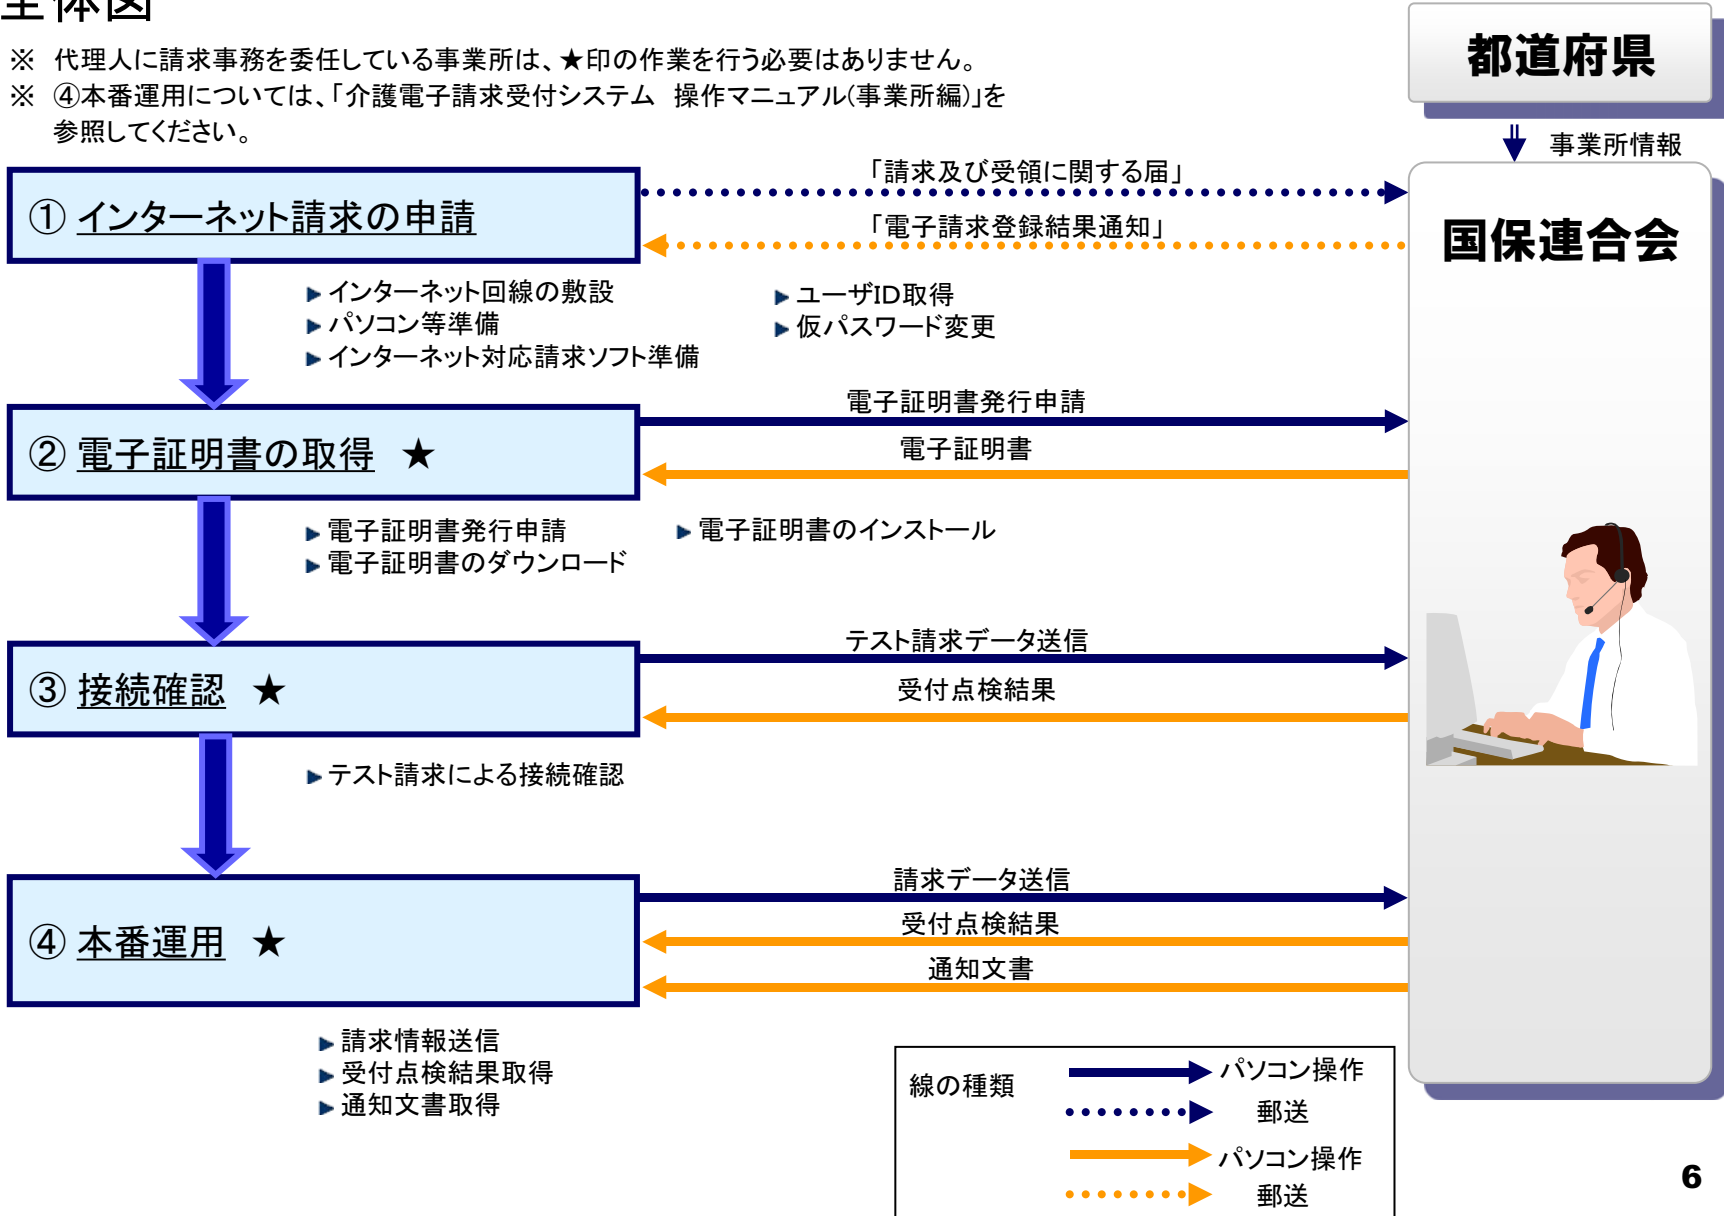 全体図
※　代理人に請求事務を委任している事業所は、★印の作業を行う必要はありません。
※　④本番運用については、「介護電子請求受付システム　操作マニュアル(事業所編)」を
参照してください。
都道府県
事業所情報
国保連合会
① インターネット請求の申請
「請求及び受領に関する届」
「電子請求登録結果通知」
インターネット回線の敷設
パソコン等準備
インターネット対応請求ソフト準備
ユーザID取得
仮パスワード変更
② 電子証明書の取得　★
電子証明書発行申請
電子証明書
電子証明書発行申請
電子証明書のダウンロード
電子証明書のインストール
③ 接続確認　★
テスト請求データ送信
受付点検結果
テスト請求による接続確認
④ 本番運用　★
請求データ送信
受付点検結果
通知文書
請求情報送信
受付点検結果取得
通知文書取得
線の種類
パソコン操作
郵送
パソコン操作
郵送
6